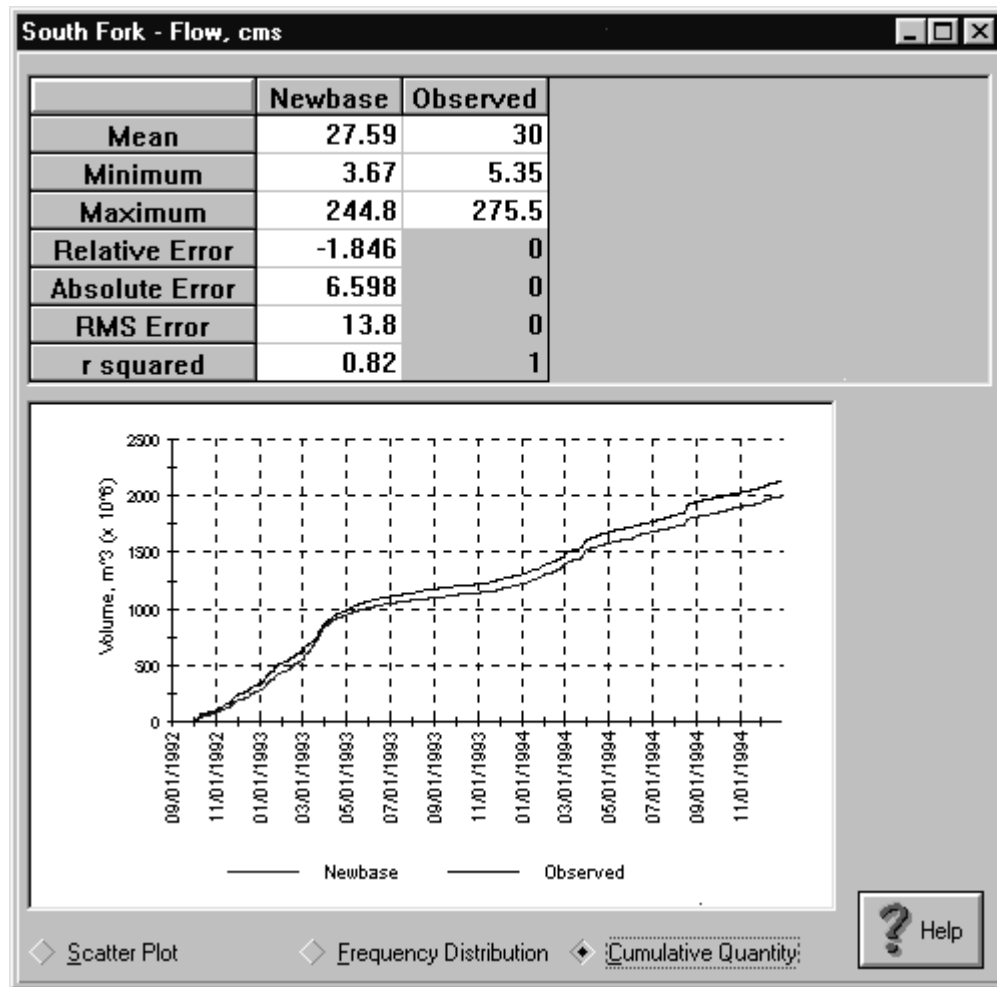 South Fork - Flow, cms
Newbase Observed
Mean 27.59 30
Minimum 3.67 5.35
Maximum 244.8 275.5
Relative Error -1.846 0
Absolute Error 6.598 0
RMS Error 13.8 0
r squared 0.82 1
Volume, m^3 (x 10^6)
2500
2000
1500
1000
500
0
09/01/1992
11/01/1992
01/01/1993
03/01/1993
05/01/1993
07/01/1993
09/01/1993
11/01/1993
01/01/1994
03/01/1994
05/01/1994
07/01/1994
09/01/1994
11/01/1994
Newbase Observed
Scatter Plot Frequency Distribution Cumulative Quantity
? Help